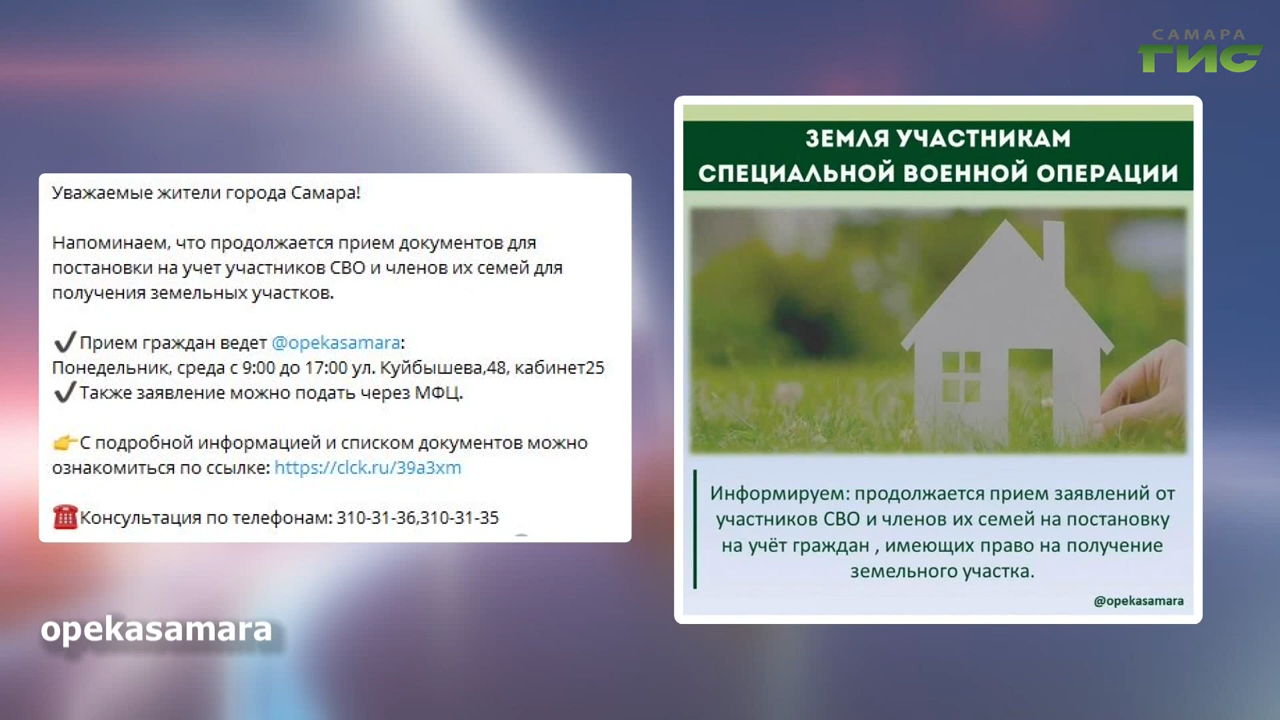 САМАРА
ГИС
Уважаемые жители города Самара!
Напоминаем, что продолжается прием документов для
постановки на учет участников СВО и членов их семей для
получения земельных участков.
✔Прием граждан ведет @opekasamara:
Понедельник, среда с 9:00 до 17:00 ул. Куйбышева,48, кабинет25
✔Также заявление можно подать через МФЦ.
👉С подробной информацией и списком документов можно
ознакомиться по ссылке: https://clck.ru/39a3xm
☎Консультация по телефонам: 310-31-36,310-31-35
ЗЕМЛЯ УЧАСТНИКАМ
СПЕЦИАЛЬНОЙ ВОЕННОЙ ОПЕРАЦИИ
Информируем: продолжается прием заявлений от
участников СВО и членов их семей на постановку
на учёт граждан , имеющих право на получение
земельного участка.
@opekasamara
opekasamara